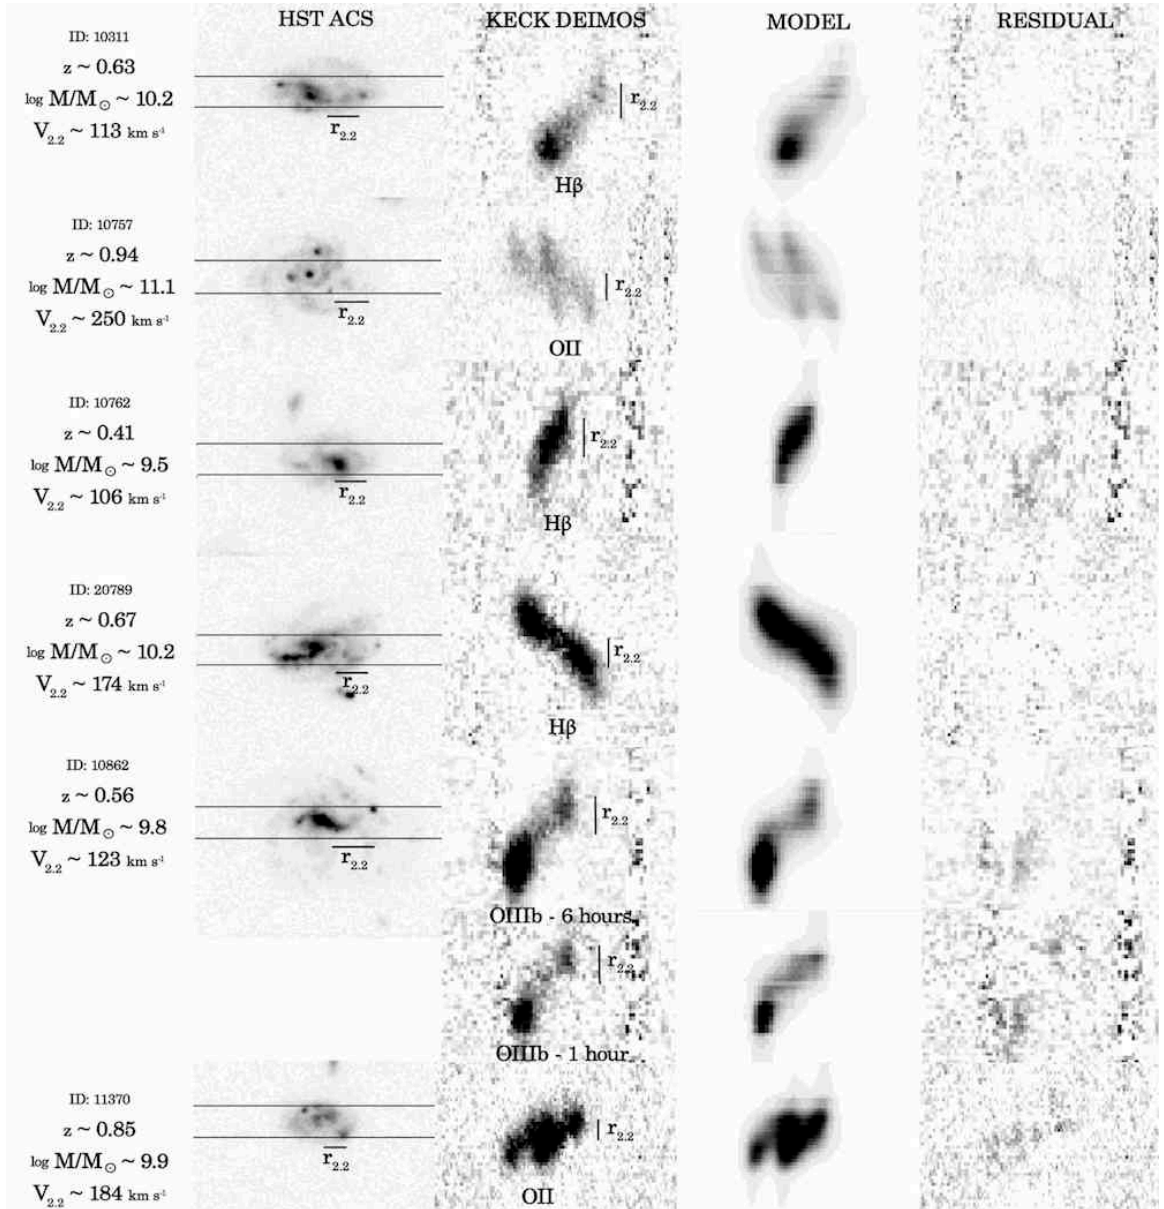 HST ACS KECK DEIMOS MODEL RESIDUAL
ID: 10311
z ~ 0.63
log M/M⊙ ~ 10.2
V2.2 ~ 113 km s⁻¹
r2.2
r2.2
Hβ
ID: 10757
z ~ 0.94
log M/M⊙ ~ 11.1
V2.2 ~ 250 km s⁻¹
r2.2
r2.2
OII
ID: 10762
z ~ 0.41
log M/M⊙ ~ 9.5
V2.2 ~ 106 km s⁻¹
r2.2
r2.2
Hβ
ID: 20789
z ~ 0.67
log M/M⊙ ~ 10.2
V2.2 ~ 174 km s⁻¹
r2.2
r2.2
Hβ
ID: 10862
z ~ 0.56
log M/M⊙ ~ 9.8
V2.2 ~ 123 km s⁻¹
r2.2
r2.2
OIIIb - 6 hours
r2.2
OIIIb - 1 hour
ID: 11370
z ~ 0.85
log M/M⊙ ~ 9.9
V2.2 ~ 184 km s⁻¹
r2.2
r2.2
OII